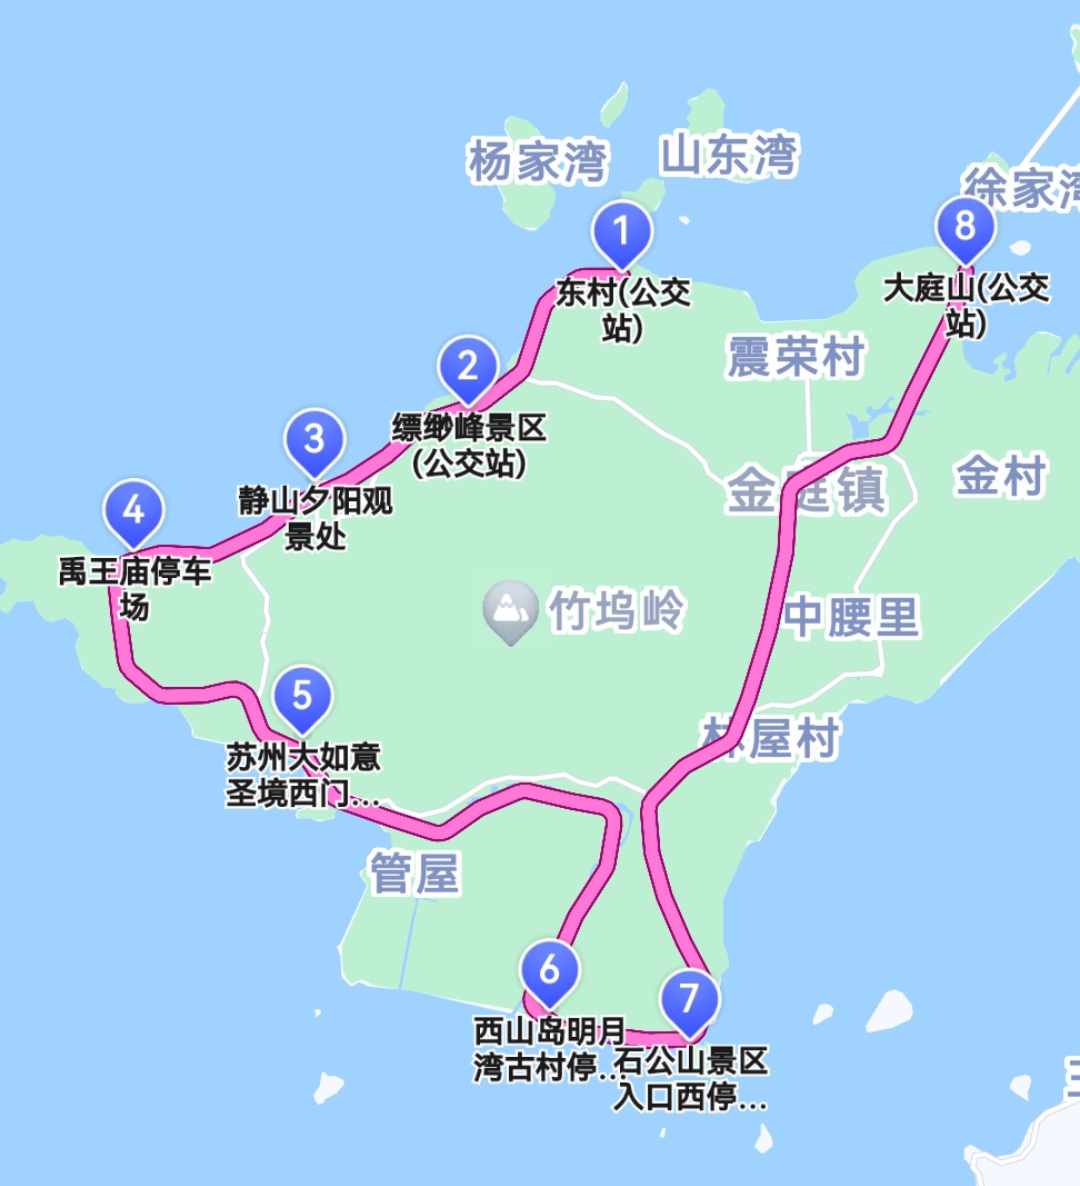 杨家湾
山东湾
徐家湾
1
8
东村(公交
站)
大庭山(公交
站)
震荣村
2
缥缈峰景区
(公交站)
3
静山夕阳观
景处
金庭镇
金村
4
禹王庙停车
场
竹坞岭
中腰里
5
苏州大如意
圣境西门...
林屋村
管屋
6
西山岛明月
湾古村停...
7
石公山景区
入口西停...